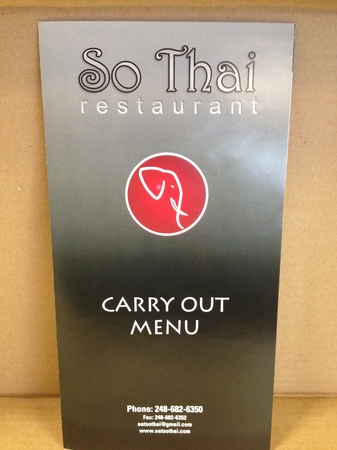 So Thai
restaurant
CARRY OUT
MENU
Phone: 248-682-6350
Fax: 248-682-6352
eatsothai@gmail.com
www.eatsothai.com